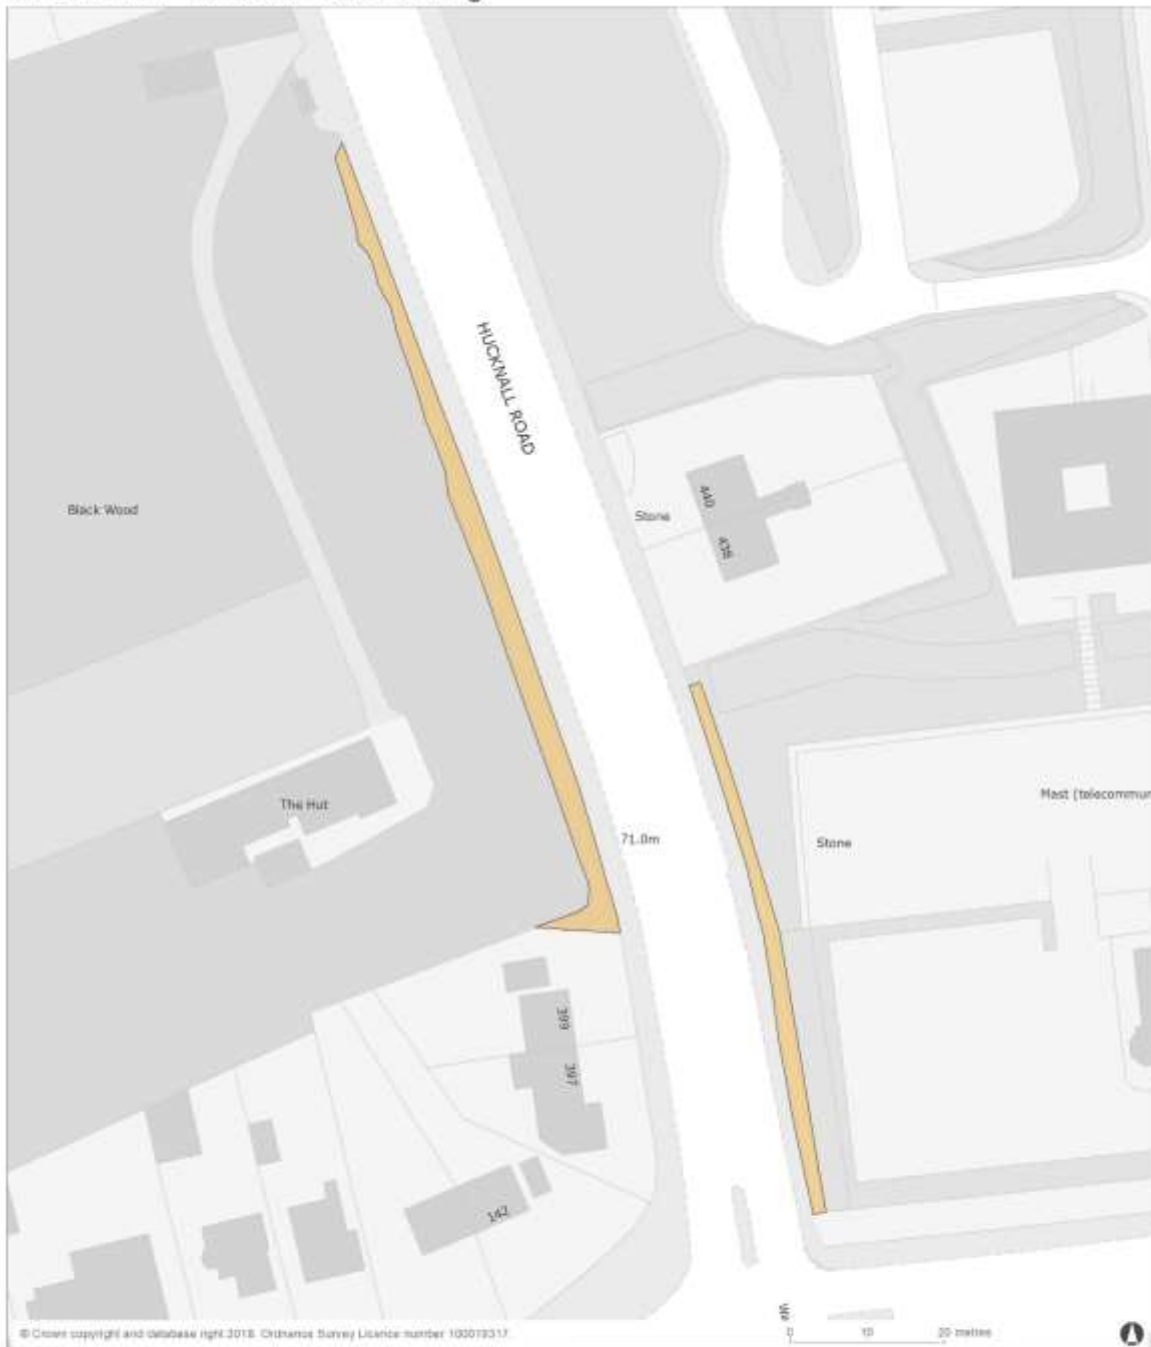 HUCKNALL ROAD
Black Wood
440
Stone
438
The Hut
Mast (telecommun
71.0m
Stone
399
397
142
© Crown copyright and database right 2018. Ordnance Survey Licence number 100019317.
0 10 20 metres